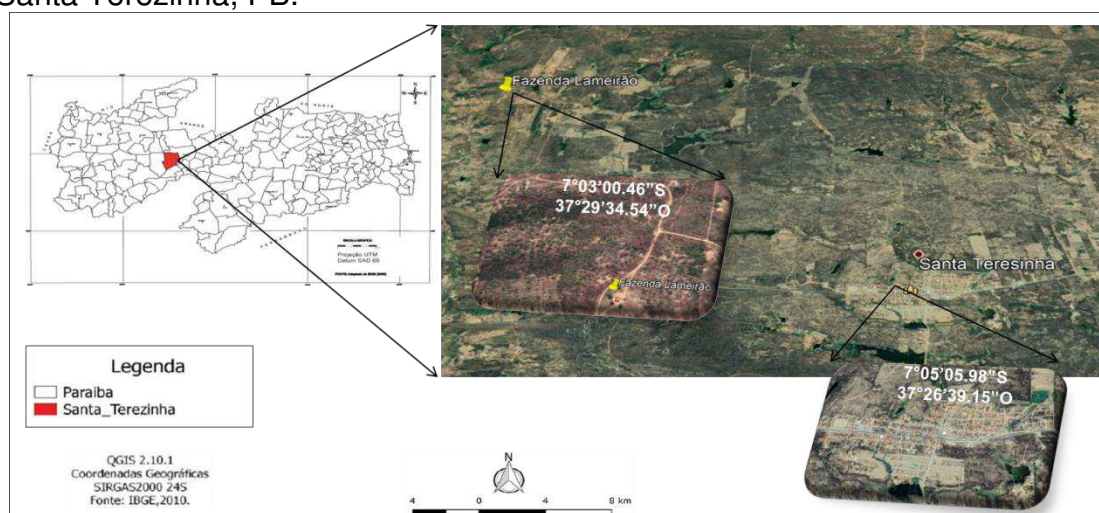 Santa Terezinha, PB.
Fazenda Lameirão
7°03'00.46"S
37°29'34.54"O
Fazenda Lameirão
Santa Teresinha
7°05'05.98"S
37°26'39.15"O
Projeção UTM
Datum SAD 69
Legenda
Paraíba
Santa_Terezinha
QGIS 2.10.1
Coordenadas Geográficas
SIRGAS2000 24S
Fonte: IBGE,2010.
N
4 0 4 8 km